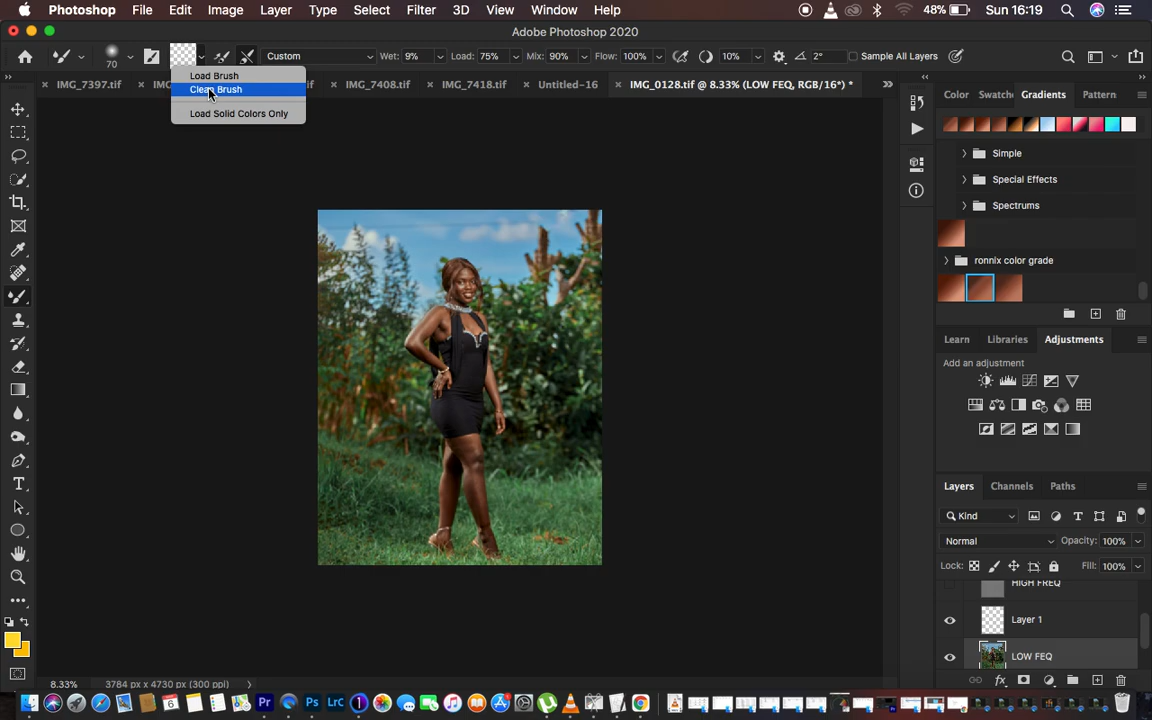 Photoshop File Edit Image Layer Type Select Filter 3D View Window Help 48% Sun 16:19
Adobe Photoshop 2020
70 Custom Wet: 9% Load: 75% Mix: 90% Flow: 100% 10% 2° Sample All Layers
Load Brush
Clean Brush
Load Solid Colors Only
IMG_7397.tif IMG_7408.tif IMG_7418.tif Untitled-16 IMG_0128.tif @ 8.33% (LOW FEQ, RGB/16*) *
Color Swatche Gradients Pattern
Simple
Special Effects
Spectrums
ronnix color grade
Learn Libraries Adjustments
Add an adjustment
Layers Channels Paths
Kind
Normal Opacity: 100%
Lock: Fill: 100%
HIGH FREQ
Layer 1
LOW FEQ
8.33% 3784 px x 4730 px (300 ppi)